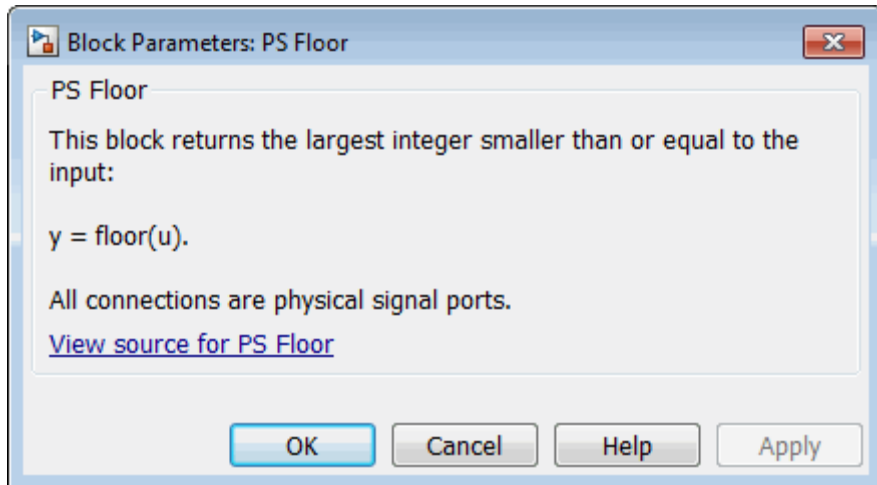 Block Parameters: PS Floor
PS Floor
This block returns the largest integer smaller than or equal to the
input:
y = floor(u).
All connections are physical signal ports.
View source for PS Floor
OK Cancel Help Apply